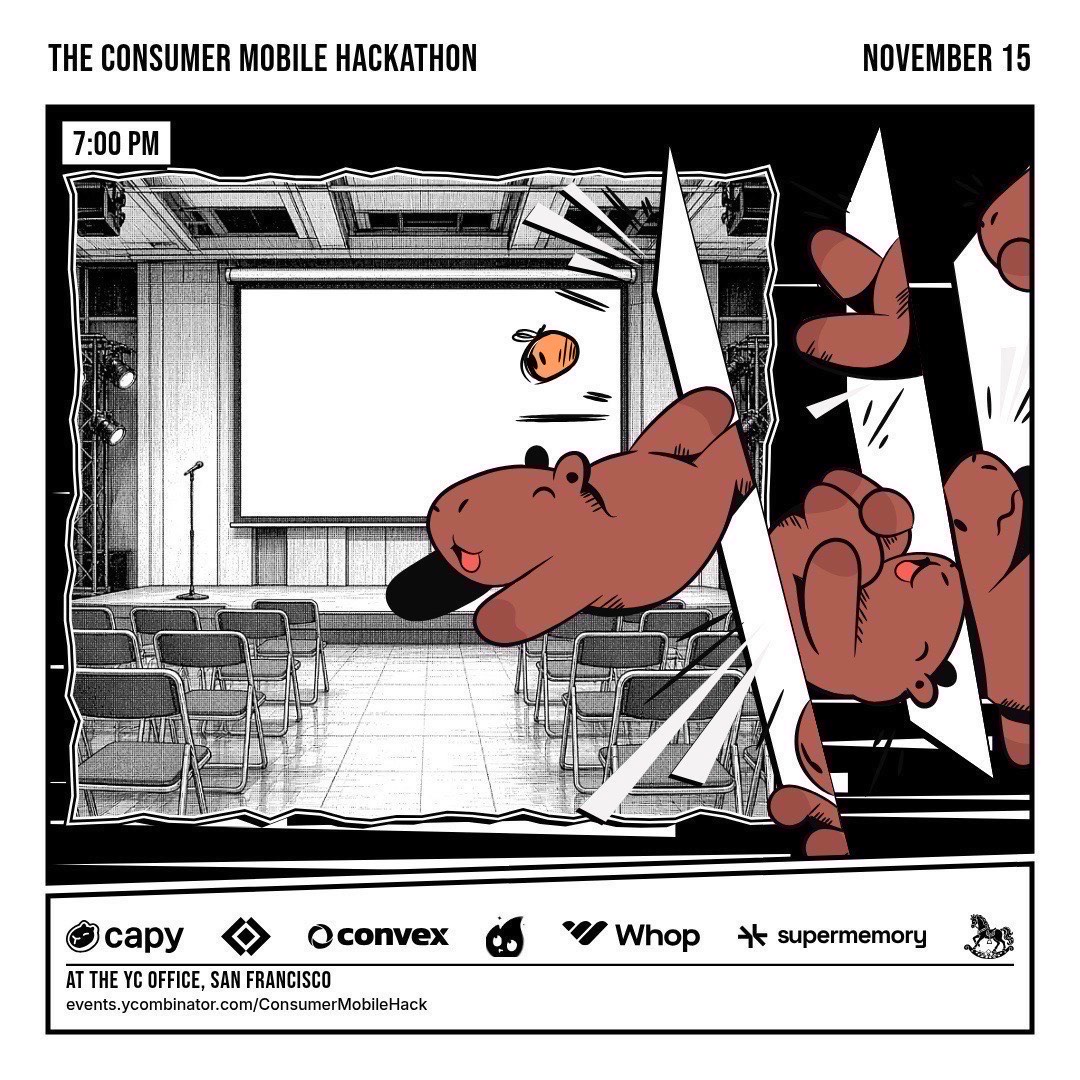 THE CONSUMER MOBILE HACKATHON
NOVEMBER 15
7:00 PM
capy
convex
Whop
supermemory
AT THE YC OFFICE, SAN FRANCISCO
events.ycombinator.com/ConsumerMobileHack